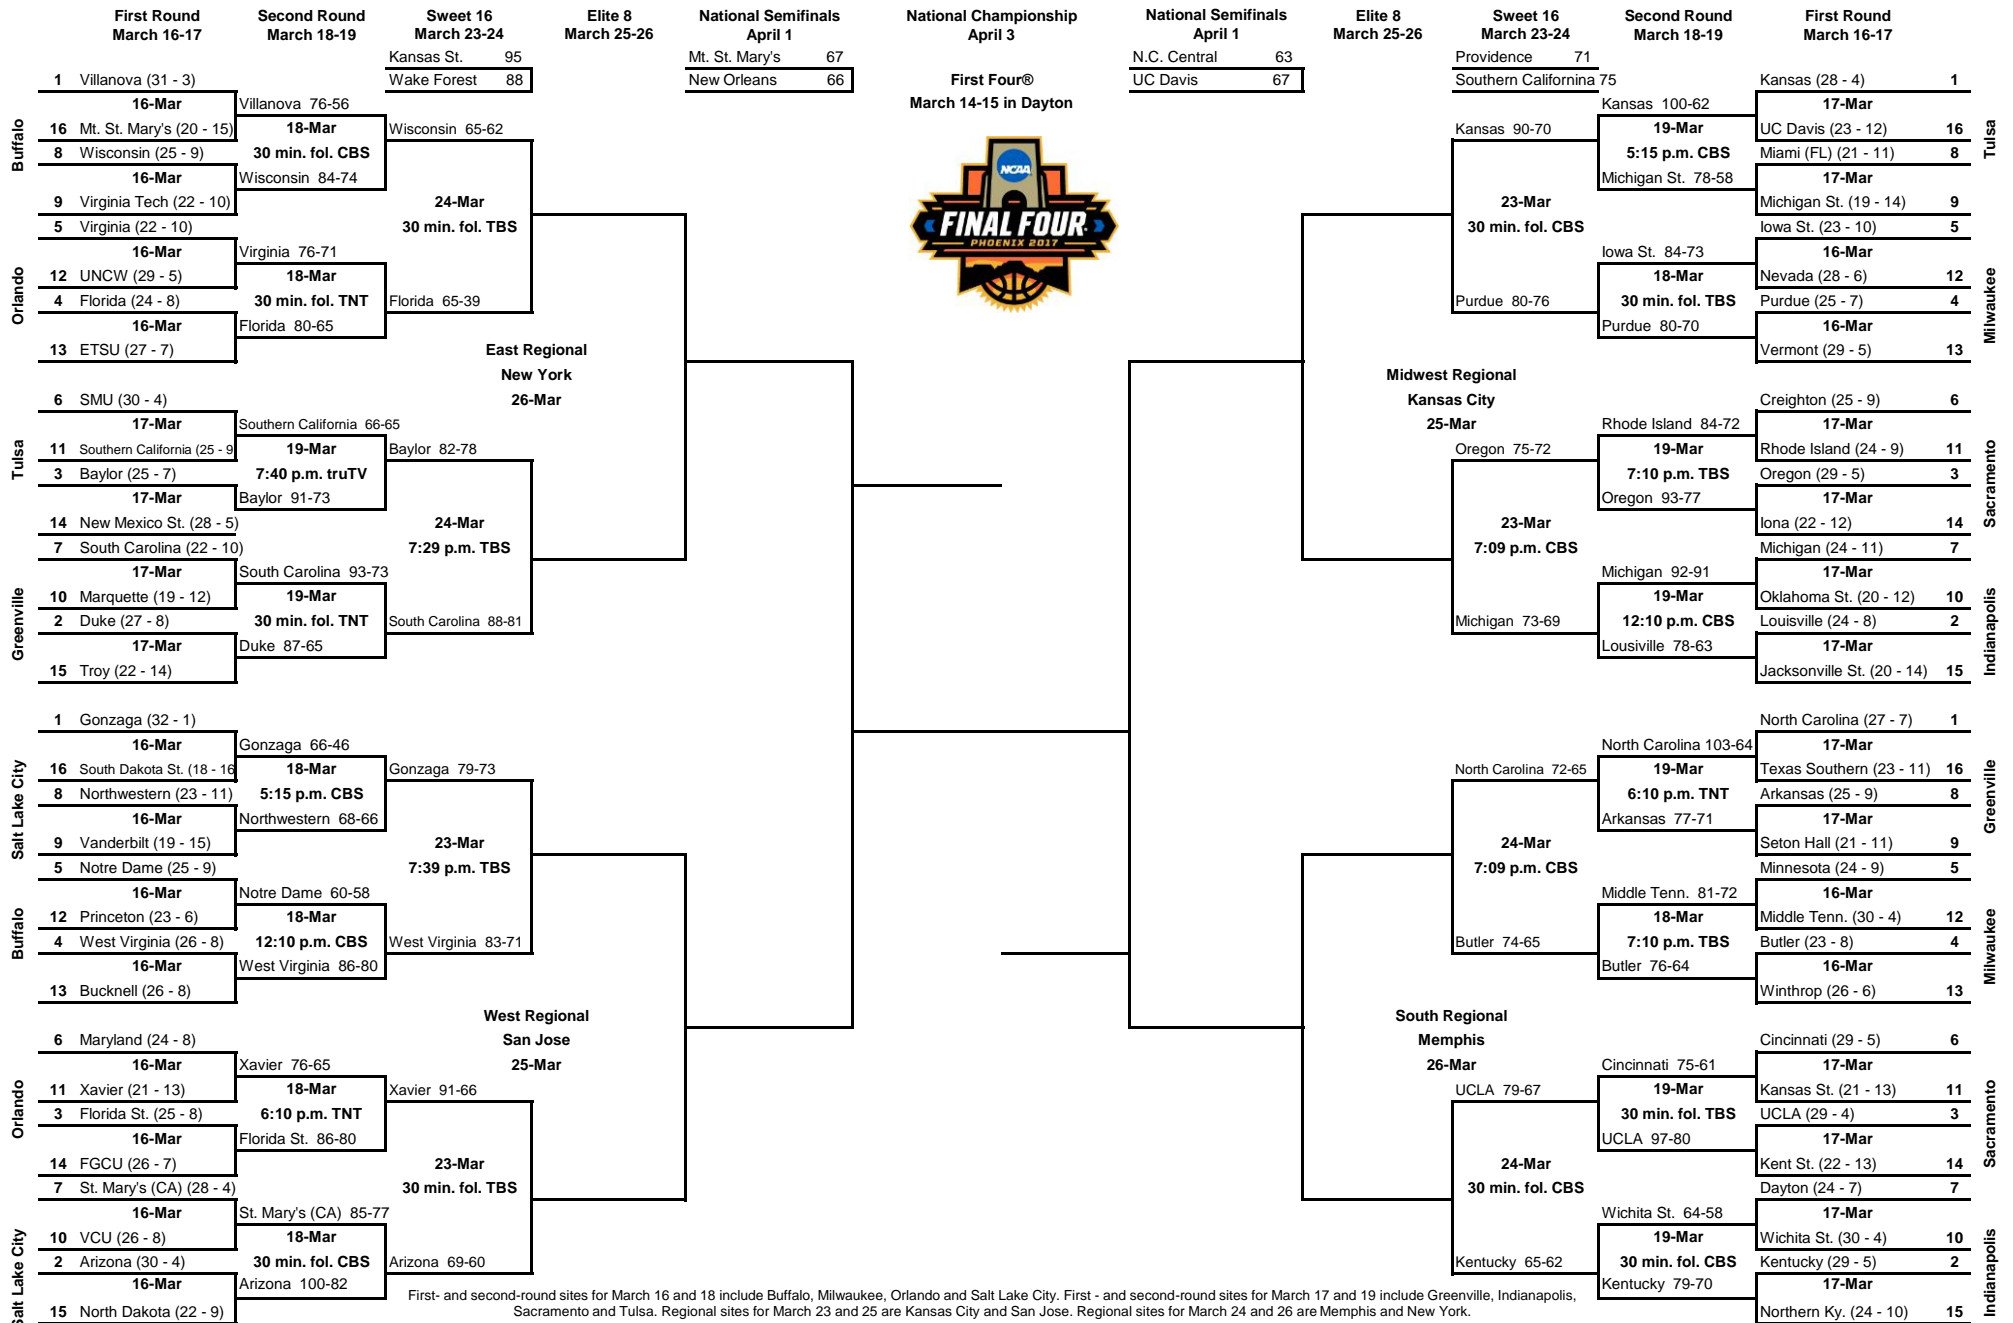 First Round
March 16-17
Second Round
March 18-19
Sweet 16
March 23-24
Elite 8
March 25-26
National Semifinals
April 1
National Championship
April 3
National Semifinals
April 1
Elite 8
March 25-26
Sweet 16
March 23-24
Second Round
March 18-19
First Round
March 16-17
Kansas St. 95
Wake Forest 88
Mt. St. Mary's 67
New Orleans 66
First Four®
March 14-15 in Dayton
N.C. Central 63
UC Davis 67
Providence 71
Southern Californina 75
NCAA
FINAL FOUR
PHOENIX 2017
Buffalo
1 Villanova (31 - 3)
16-Mar
16 Mt. St. Mary's (20 - 15)
8 Wisconsin (25 - 9)
16-Mar
9 Virginia Tech (22 - 10)
Orlando
5 Virginia (22 - 10)
16-Mar
12 UNCW (29 - 5)
4 Florida (24 - 8)
16-Mar
13 ETSU (27 - 7)
Tulsa
6 SMU (30 - 4)
17-Mar
11 Southern California (25 - 9
3 Baylor (25 - 7)
17-Mar
14 New Mexico St. (28 - 5)
Greenville
7 South Carolina (22 - 10)
17-Mar
10 Marquette (19 - 12)
2 Duke (27 - 8)
17-Mar
15 Troy (22 - 14)
Villanova 76-56
18-Mar
30 min. fol. CBS
Wisconsin 84-74
Virginia 76-71
18-Mar
30 min. fol. TNT
Florida 80-65
Southern California 66-65
19-Mar
7:40 p.m. truTV
Baylor 91-73
South Carolina 93-73
19-Mar
30 min. fol. TNT
Duke 87-65
Wisconsin 65-62
24-Mar
30 min. fol. TBS
Florida 65-39
Baylor 82-78
24-Mar
7:29 p.m. TBS
South Carolina 88-81
East Regional
New York
26-Mar
Salt Lake City
1 Gonzaga (32 - 1)
16-Mar
16 South Dakota St. (18 - 16
8 Northwestern (23 - 11)
16-Mar
9 Vanderbilt (19 - 15)
Buffalo
5 Notre Dame (25 - 9)
16-Mar
12 Princeton (23 - 6)
4 West Virginia (26 - 8)
16-Mar
13 Bucknell (26 - 8)
Orlando
6 Maryland (24 - 8)
16-Mar
11 Xavier (21 - 13)
3 Florida St. (25 - 8)
16-Mar
14 FGCU (26 - 7)
Salt Lake City
7 St. Mary's (CA) (28 - 4)
16-Mar
10 VCU (26 - 8)
2 Arizona (30 - 4)
16-Mar
15 North Dakota (22 - 9)
Gonzaga 66-46
18-Mar
5:15 p.m. CBS
Northwestern 68-66
Notre Dame 60-58
18-Mar
12:10 p.m. CBS
West Virginia 86-80
Xavier 76-65
18-Mar
6:10 p.m. TNT
Florida St. 86-80
St. Mary's (CA) 85-77
18-Mar
30 min. fol. CBS
Arizona 100-82
Gonzaga 79-73
23-Mar
7:39 p.m. TBS
West Virginia 83-71
Xavier 91-66
23-Mar
30 min. fol. TBS
Arizona 69-60
West Regional
San Jose
25-Mar
Midwest Regional
Kansas City
25-Mar
Kansas 90-70
23-Mar
30 min. fol. CBS
Purdue 80-76
Oregon 75-72
23-Mar
7:09 p.m. CBS
Michigan 73-69
Kansas 100-62
19-Mar
5:15 p.m. CBS
Michigan St. 78-58
Iowa St. 84-73
18-Mar
30 min. fol. TBS
Purdue 80-70
Rhode Island 84-72
19-Mar
7:10 p.m. TBS
Oregon 93-77
Michigan 92-91
19-Mar
12:10 p.m. CBS
Lousiville 78-63
Kansas (28 - 4) 1
17-Mar
UC Davis (23 - 12) 16
Miami (FL) (21 - 11) 8
17-Mar
Michigan St. (19 - 14) 9
Tulsa
Iowa St. (23 - 10) 5
16-Mar
Nevada (28 - 6) 12
Purdue (25 - 7) 4
16-Mar
Vermont (29 - 5) 13
Milwaukee
Creighton (25 - 9) 6
17-Mar
Rhode Island (24 - 9) 11
Oregon (29 - 5) 3
17-Mar
Iona (22 - 12) 14
Sacramento
Michigan (24 - 11) 7
17-Mar
Oklahoma St. (20 - 12) 10
Louisville (24 - 8) 2
17-Mar
Jacksonville St. (20 - 14) 15
Indianapolis
South Regional
Memphis
26-Mar
North Carolina 72-65
24-Mar
7:09 p.m. CBS
Butler 74-65
UCLA 79-67
24-Mar
30 min. fol. CBS
Kentucky 65-62
North Carolina 103-64
19-Mar
6:10 p.m. TNT
Arkansas 77-71
Middle Tenn. 81-72
18-Mar
7:10 p.m. TBS
Butler 76-64
Cincinnati 75-61
19-Mar
30 min. fol. TBS
UCLA 97-80
Wichita St. 64-58
19-Mar
30 min. fol. CBS
Kentucky 79-70
North Carolina (27 - 7) 1
17-Mar
Texas Southern (23 - 11) 16
Arkansas (25 - 9) 8
17-Mar
Seton Hall (21 - 11) 9
Greenville
Minnesota (24 - 9) 5
16-Mar
Middle Tenn. (30 - 4) 12
Butler (23 - 8) 4
16-Mar
Winthrop (26 - 6) 13
Milwaukee
Cincinnati (29 - 5) 6
17-Mar
Kansas St. (21 - 13) 11
UCLA (29 - 4) 3
17-Mar
Kent St. (22 - 13) 14
Sacramento
Dayton (24 - 7) 7
17-Mar
Wichita St. (30 - 4) 10
Kentucky (29 - 5) 2
17-Mar
Northern Ky. (24 - 10) 15
Indianapolis
First- and second-round sites for March 16 and 18 include Buffalo, Milwaukee, Orlando and Salt Lake City. First - and second-round sites for March 17 and 19 include Greenville, Indianapolis,
Sacramento and Tulsa. Regional sites for March 23 and 25 are Kansas City and San Jose. Regional sites for March 24 and 26 are Memphis and New York.